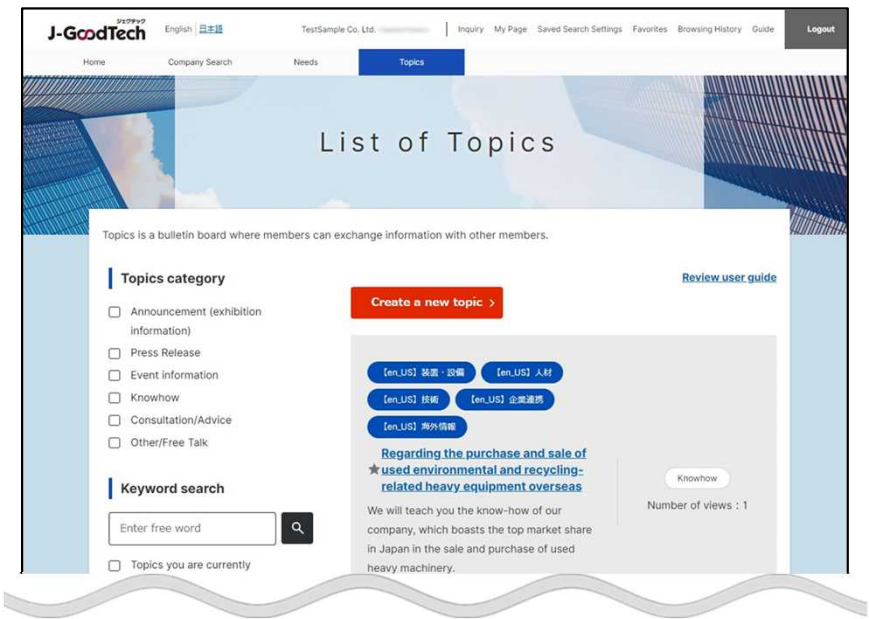 ジェグテック
J-GoodTech
English 日本語
TestSample Co. Ltd.
Inquiry My Page Saved Search Settings Favorites Browsing History Guide
Logout
Home Company Search Needs Topics
List of Topics
Topics is a bulletin board where members can exchange information with other members.
Topics category
Announcement (exhibition
information)
Press Release
Event information
Knowhow
Consultation/Advice
Other/Free Talk
Keyword search
Enter free word
Topics you are currently
Review user guide
Create a new topic >
【en_US】装置・設備 【en_US】人材
【en_US】技術 【en_US】企業連携
【en_US】海外情報
Regarding the purchase and sale of
used environmental and recycling-
related heavy equipment overseas
We will teach you the know-how of our
company, which boasts the top market share
in Japan in the sale and purchase of used
heavy machinery.
Knowhow
Number of views : 1